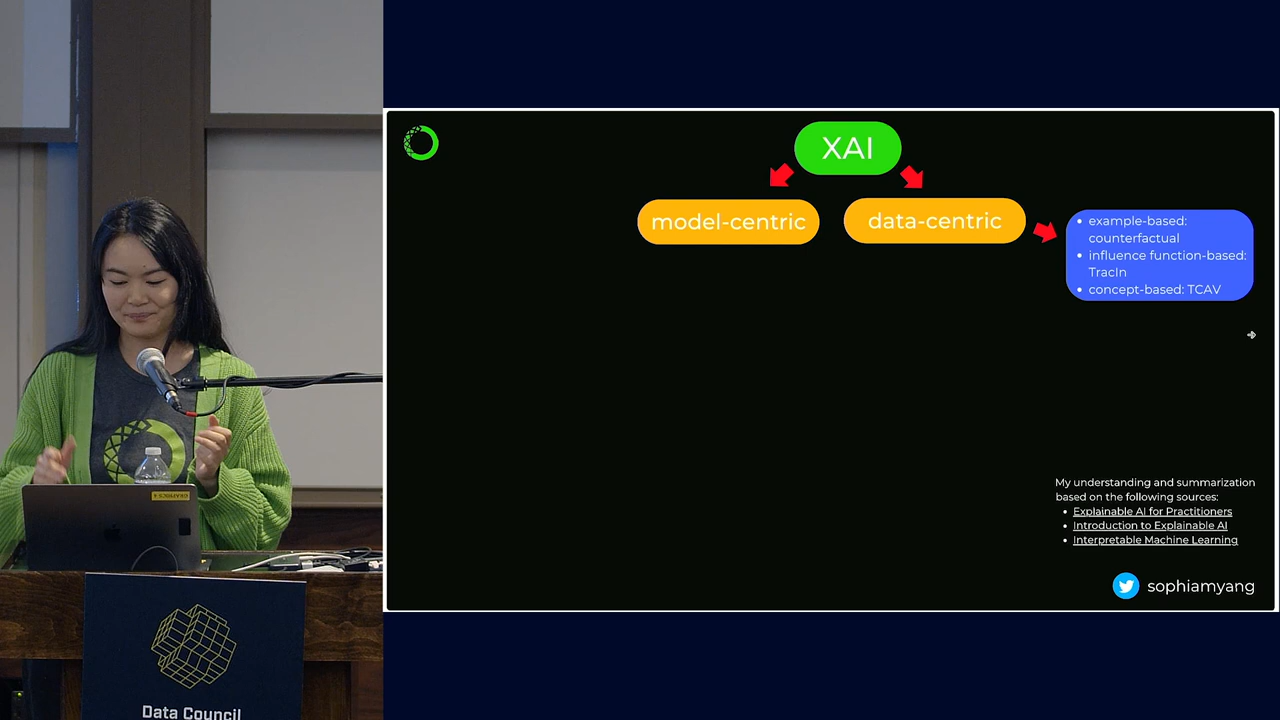 XAI
model-centric
data-centric
example-based:
counterfactual
influence function-based:
TracIn
concept-based: TCAV
My understanding and summarization
based on the following sources:
Explainable AI for Practitioners
Introduction to Explainable AI
Interpretable Machine Learning
sophiamyang
GRAPHICS 4
Data Council